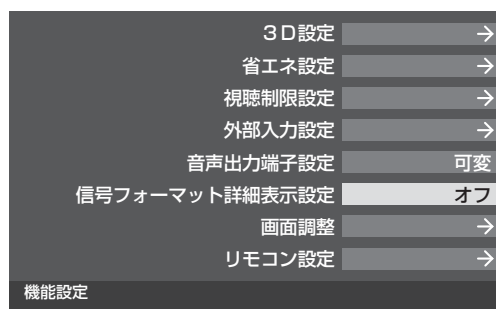 3D設定 →
省エネ設定 →
視聴制限設定 →
外部入力設定 →
音声出力端子設定 可変
信号フォーマット詳細表示設定 オフ
画面調整 →
リモコン設定 →
機能設定